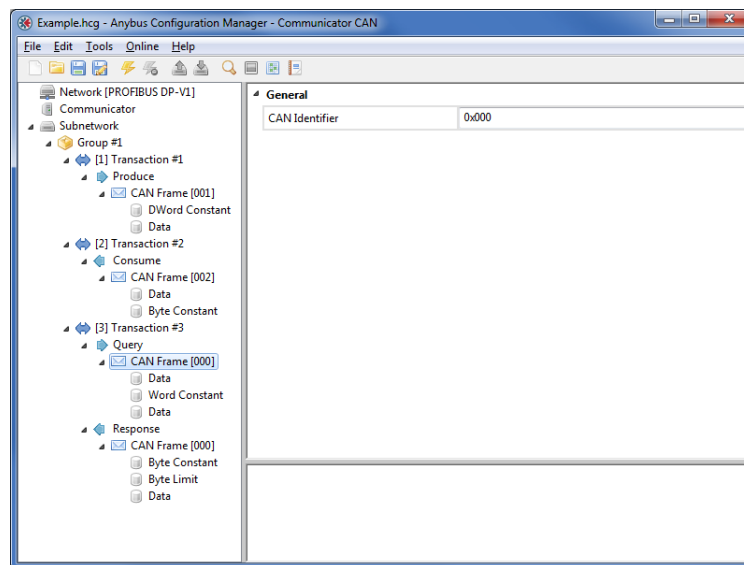 Example.hcg - Anybus Configuration Manager - Communicator CAN
File Edit Tools Online Help
Network [PROFIBUS DP-V1]
Communicator
Subnetwork
Group #1
[1] Transaction #1
Produce
CAN Frame [001]
DWord Constant
Data
[2] Transaction #2
Consume
CAN Frame [002]
Data
Byte Constant
[3] Transaction #3
Query
CAN Frame [000]
Data
Word Constant
Data
Response
CAN Frame [000]
Byte Constant
Byte Limit
Data
General
CAN Identifier 0x000